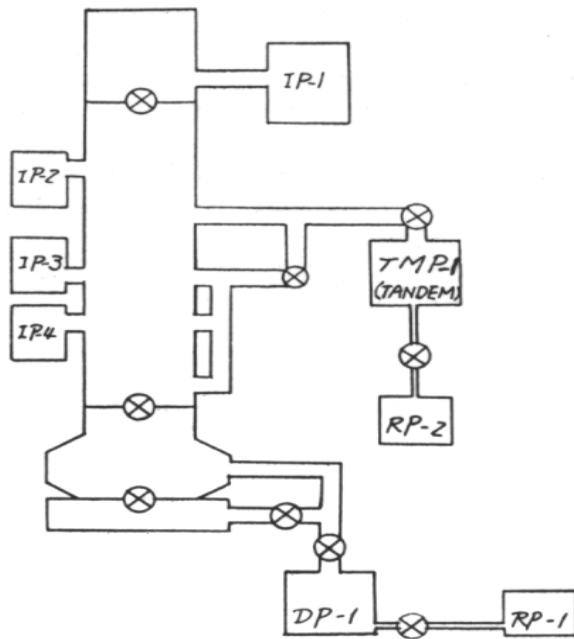 IP-1
IP-2
IP-3
TMP-1
(TANDEM)
IP-4
RP-2
DP-1
RP-1